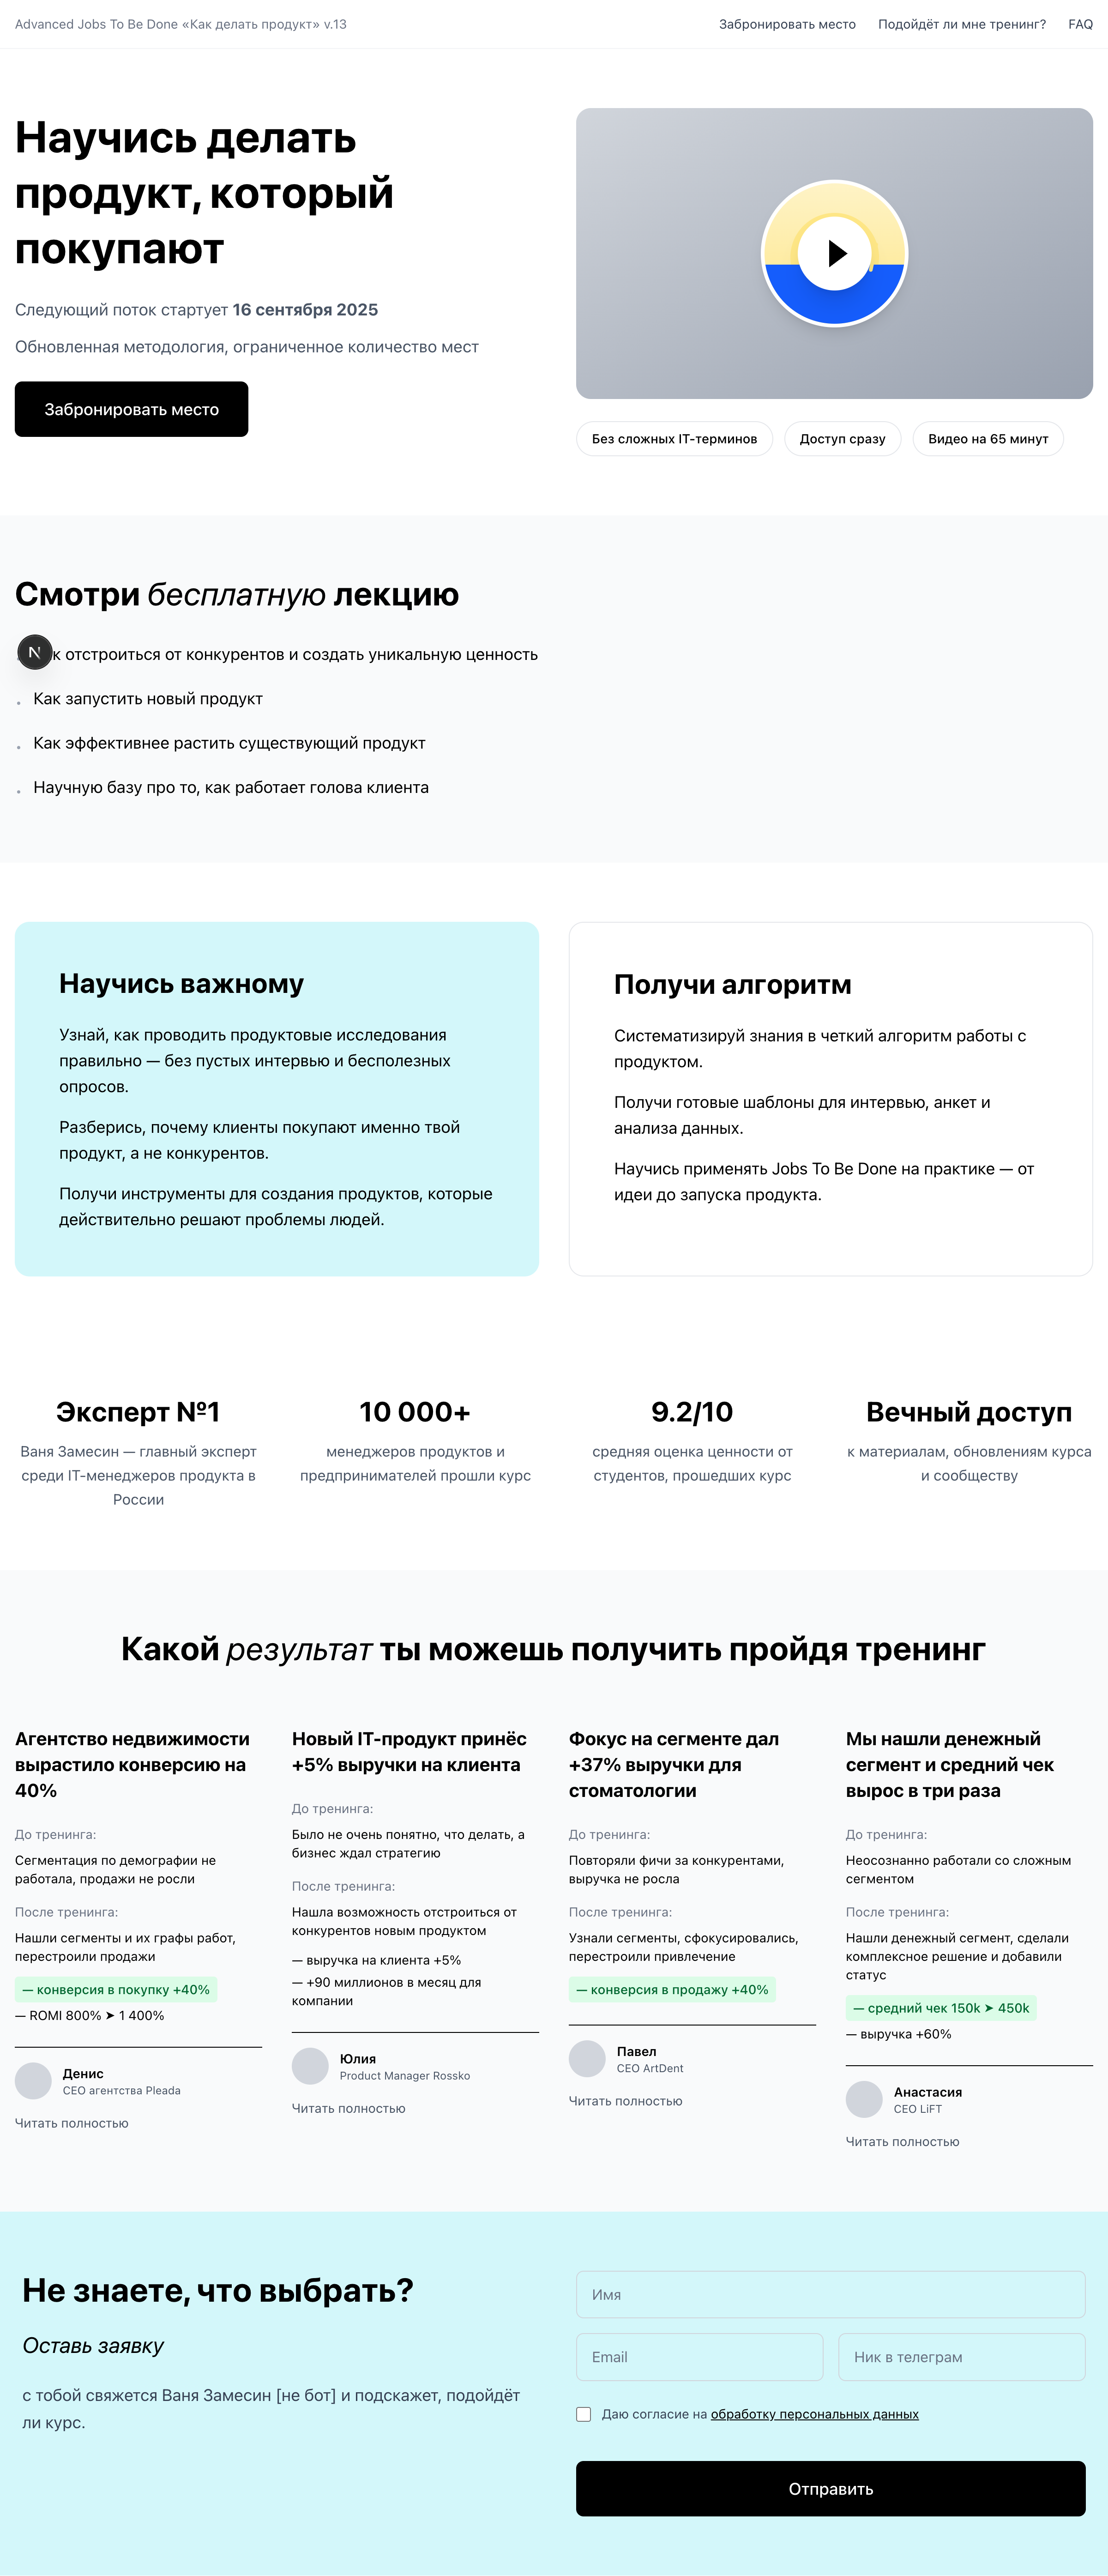 Advanced Jobs To Be Done «Как делать продукт» v.13
Забронировать место
Подойдёт ли мне тренинг?
FAQ
Научись делать
продукт, который
покупают
Следующий поток стартует 16 сентября 2025
Обновленная методология, ограниченное количество мест
Забронировать место
Без сложных IT-терминов
Доступ сразу
Видео на 65 минут
Смотри бесплатную лекцию
N
к отстроиться от конкурентов и создать уникальную ценность
Как запустить новый продукт
Как эффективнее растить существующий продукт
Научную базу про то, как работает голова клиента
Научись важному
Узнай, как проводить продуктовые исследования
правильно — без пустых интервью и бесполезных
опросов.
Разберись, почему клиенты покупают именно твой
продукт, а не конкурентов.
Получи инструменты для создания продуктов, которые
действительно решают проблемы людей.
Получи алгоритм
Систематизируй знания в четкий алгоритм работы с
продуктом.
Получи готовые шаблоны для интервью, анкет и
анализа данных.
Научись применять Jobs To Be Done на практике — от
идеи до запуска продукта.
Эксперт №1
Ваня Замесин — главный эксперт
среди IT-менеджеров продукта в
России
10 000+
менеджеров продуктов и
предпринимателей прошли курс
9.2/10
средняя оценка ценности от
студентов, прошедших курс
Вечный доступ
к материалам, обновлениям курса
и сообществу
Какой результат ты можешь получить пройдя тренинг
Агентство недвижимости
вырастило конверсию на
40%
До тренинга:
Сегментация по демографии не
работала, продажи не росли
После тренинга:
Нашли сегменты и их графы работ,
перестроили продажи
— конверсия в покупку +40%
— ROMI 800% ➤ 1 400%
Денис
CEO агентства Pleada
Читать полностью
Новый IT-продукт принёс
+5% выручки на клиента
До тренинга:
Было не очень понятно, что делать, а
бизнес ждал стратегию
После тренинга:
Нашла возможность отстроиться от
конкурентов новым продуктом
— выручка на клиента +5%
— +90 миллионов в месяц для
компании
Юлия
Product Manager Rossko
Читать полностью
Фокус на сегменте дал
+37% выручки для
стоматологии
До тренинга:
Повторяли фичи за конкурентами,
выручка не росла
После тренинга:
Узнали сегменты, сфокусировались,
перестроили привлечение
— конверсия в продажу +40%
Павел
CEO ArtDent
Читать полностью
Мы нашли денежный
сегмент и средний чек
вырос в три раза
До тренинга:
Неосознанно работали со сложным
сегментом
После тренинга:
Нашли денежный сегмент, сделали
комплексное решение и добавили
статус
— средний чек 150k ➤ 450k
— выручка +60%
Анастасия
CEO LiFT
Читать полностью
Не знаете, что выбрать?
Оставь заявку
с тобой свяжется Ваня Замесин [не бот] и подскажет, подойдёт
ли курс.
Имя
Email
Ник в телеграм
Даю согласие на обработку персональных данных
Отправить